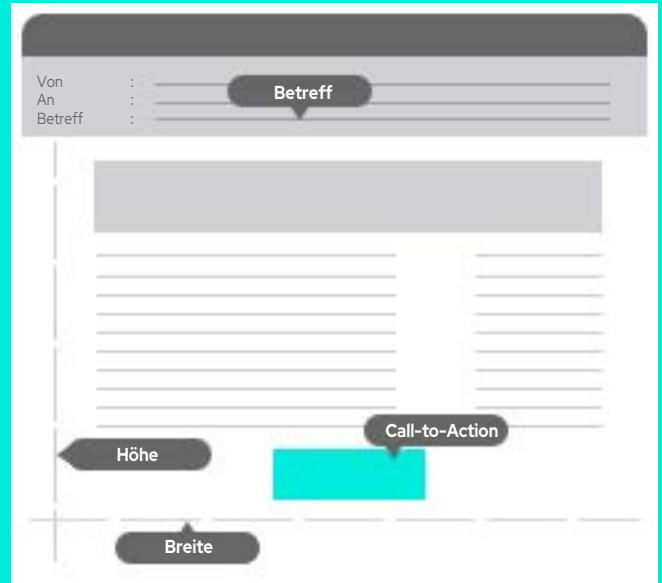 Von :
An :
Betreff :
Betreff
Call-to-Action
Höhe
Breite